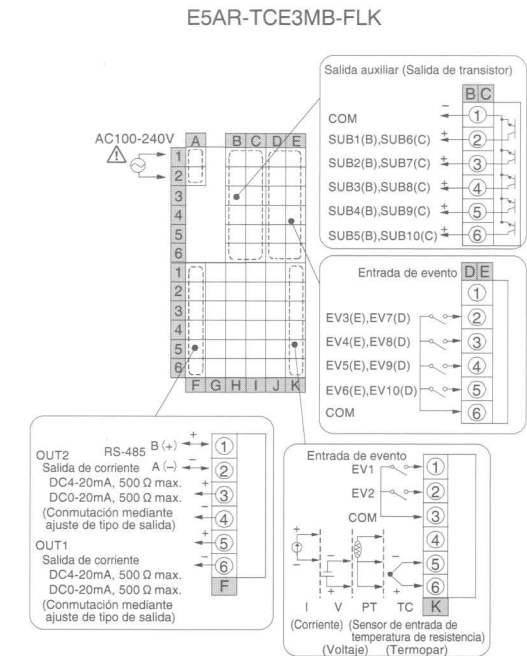 E5AR-TCE3MB-FLK
Salida auxiliar (Salida de transistor)
B C
COM − 1
SUB1(B),SUB6(C) + 2
SUB2(B),SUB7(C) + 3
SUB3(B),SUB8(C) + 4
SUB4(B),SUB9(C) + 5
SUB5(B),SUB10(C) + 6
AC100-240V
A B C D E
1
2
3
4
5
6
1
2
3
4
5
6
F G H I J K
Entrada de evento D E
1
EV3(E),EV7(D) 2
EV4(E),EV8(D) 3
EV5(E),EV9(D) 4
EV6(E),EV10(D) 5
COM 6
RS-485 B (+) + 1
A (−) − 2
OUT2
Salida de corriente
DC4-20mA, 500 Ω max. + 3
DC0-20mA, 500 Ω max.
(Conmutación mediante − 4
ajuste de tipo de salida)
OUT1 + 5
Salida de corriente − 6
DC4-20mA, 500 Ω max.
DC0-20mA, 500 Ω max. F
(Conmutación mediante
ajuste de tipo de salida)
Entrada de evento
EV1 1
EV2 2
COM 3
4
+ − − 5
− + + 6
I V PT TC K
(Corriente) (Sensor de entrada de
temperatura de resistencia)
(Voltaje) (Termopar)